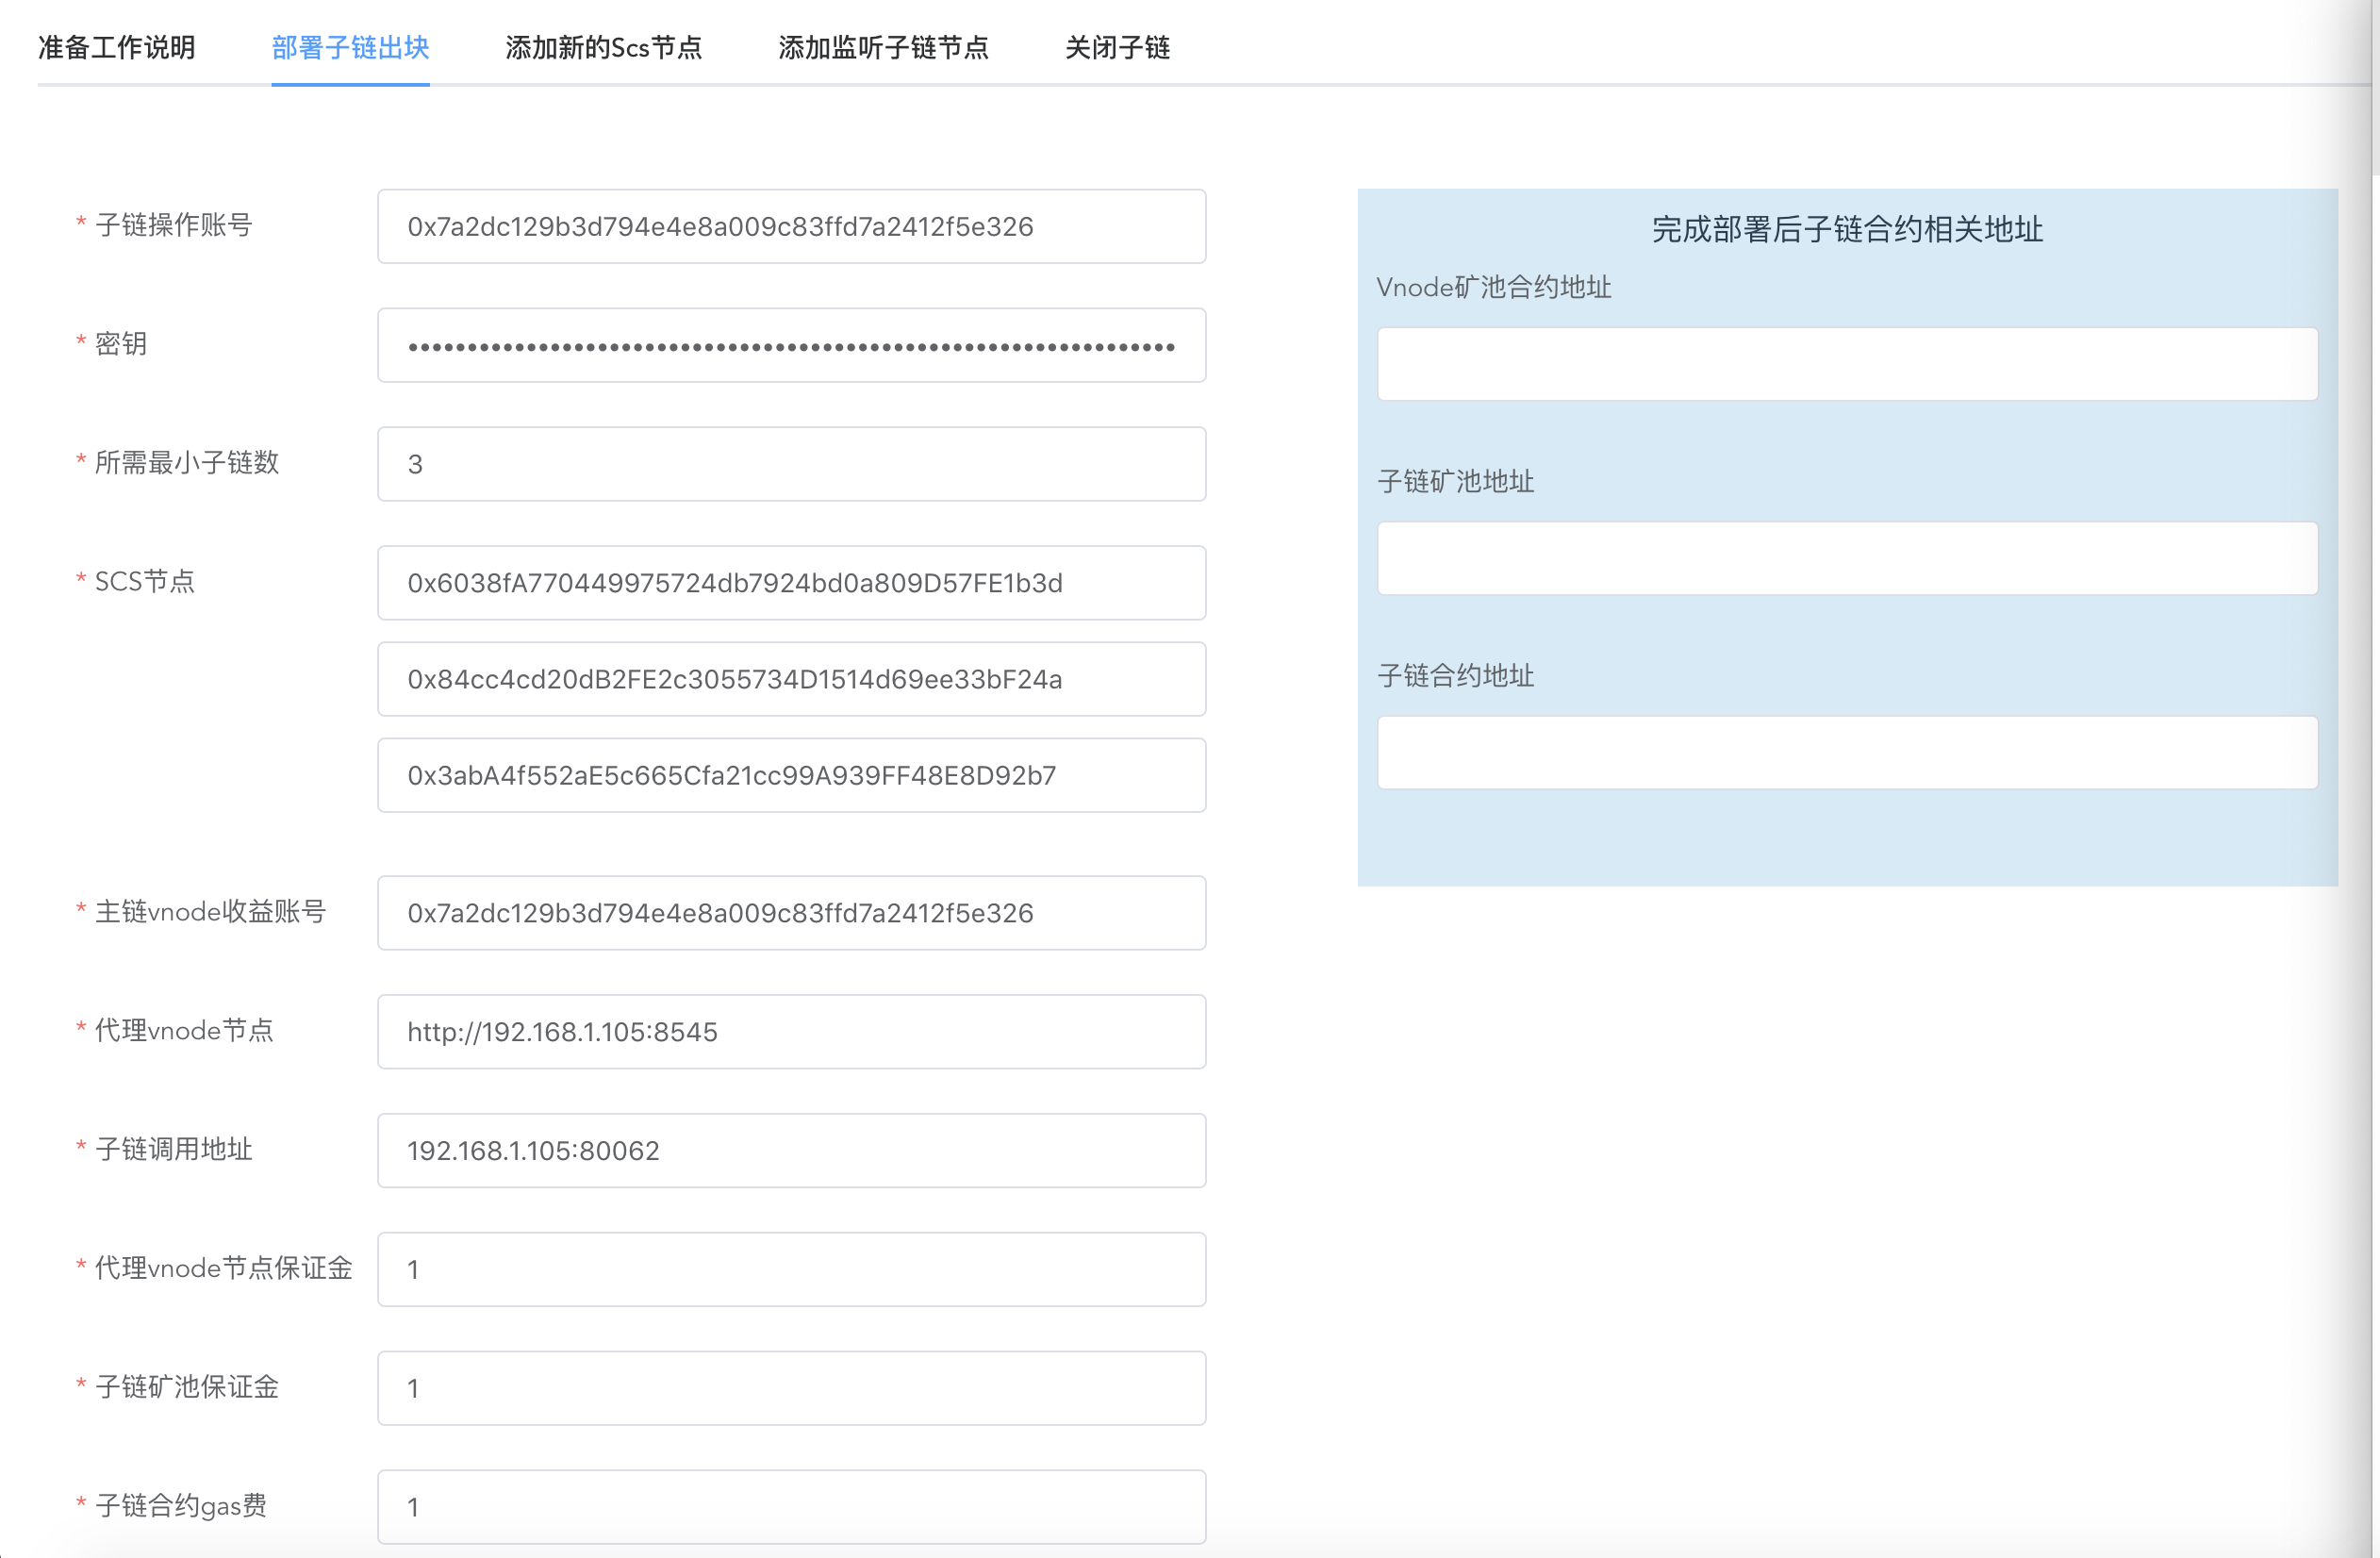 准备工作说明 部署子链出块 添加新的Scs节点 添加监听子链节点 关闭子链
* 子链操作账号 0x7a2dc129b3d794e4e8a009c83ffd7a2412f5e326
* 密钥 •••••••••••••••••••••••••••••••••••••••••••••••••••••••••••••••••
* 所需最小子链数 3
* SCS节点 0x6038fA770449975724db7924bd0a809D57FE1b3d
0x84cc4cd20dB2FE2c3055734D1514d69ee33bF24a
0x3abA4f552aE5c665Cfa21cc99A939FF48E8D92b7
* 主链vnode收益账号 0x7a2dc129b3d794e4e8a009c83ffd7a2412f5e326
* 代理vnode节点 http://192.168.1.105:8545
* 子链调用地址 192.168.1.105:80062
* 代理vnode节点保证金 1
* 子链矿池保证金 1
* 子链合约gas费 1
完成部署后子链合约相关地址
Vnode矿池合约地址
子链矿池地址
子链合约地址